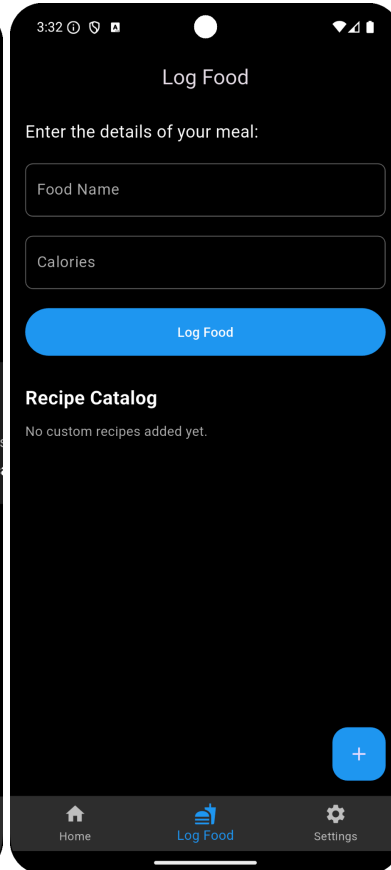 3:32
Log Food
Enter the details of your meal:
Food Name
Calories
Log Food
Recipe Catalog
No custom recipes added yet.
Home
Log Food
Settings